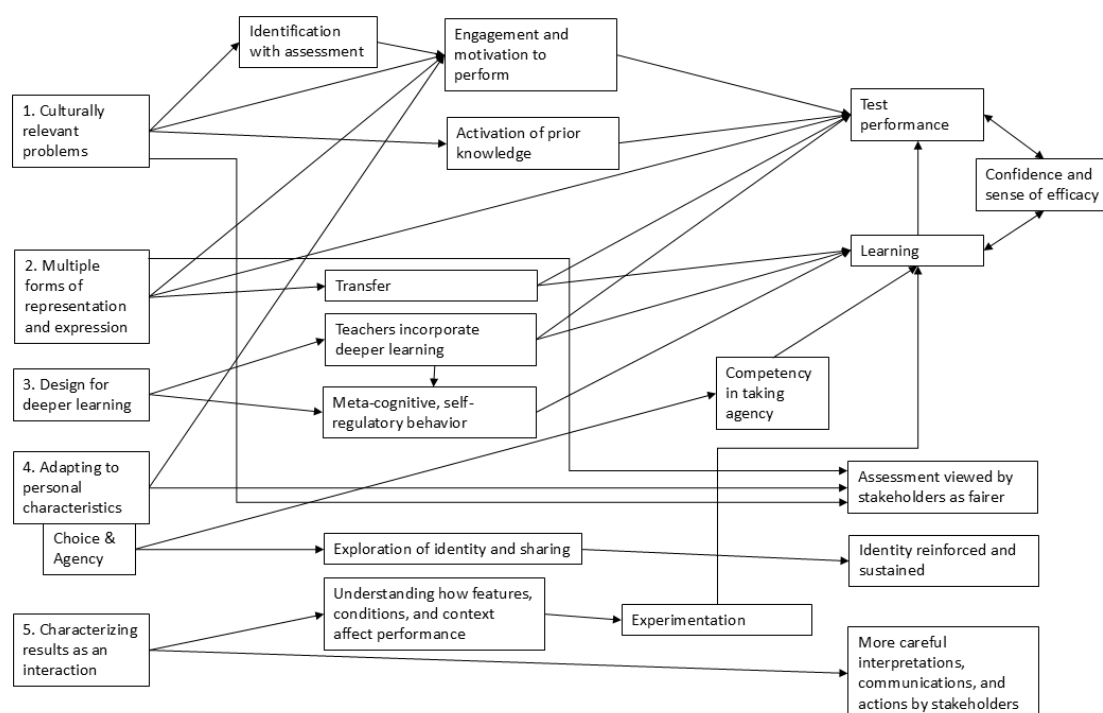 Identification
with assessment
Engagement and
motivation to
perform
1. Culturally
relevant
problems
Activation of prior
knowledge
Test
performance
Confidence and
sense of efficacy
2. Multiple
forms of
representation
and expression
Transfer
Learning
3. Design for
deeper learning
Teachers incorporate
deeper learning
Meta-cognitive, self-
regulatory behavior
Competency
in taking
agency
4. Adapting to
personal
characteristics
Choice &
Agency
Assessment viewed by
stakeholders as fairer
Exploration of identity and sharing
Identity reinforced and
sustained
5. Characterizing
results as an
interaction
Understanding how features,
conditions, and context
affect performance
Experimentation
More careful
interpretations,
communications, and
actions by stakeholders